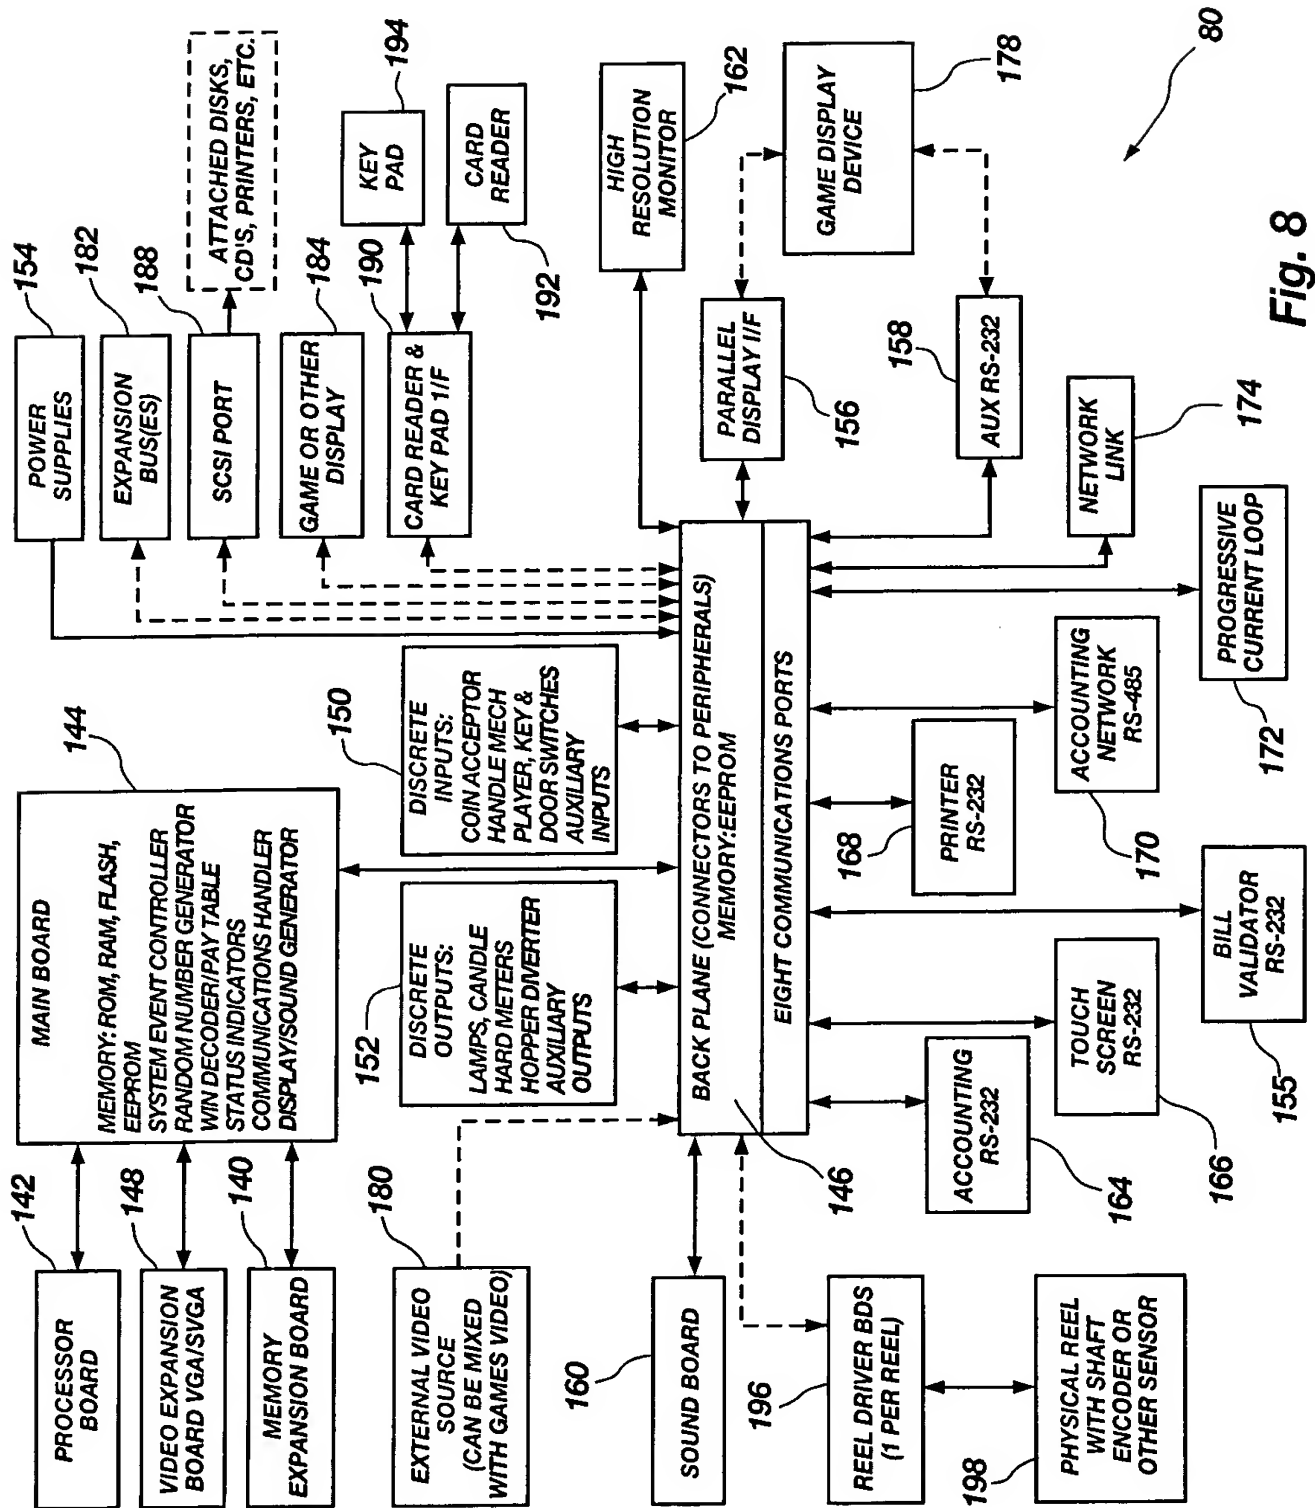 142
PROCESSOR
BOARD
148
VIDEO EXPANSION
BOARD VGA/SVGA
140
MEMORY
EXPANSION BOARD
144
MAIN BOARD
MEMORY: ROM, RAM, FLASH,
EEPROM
SYSTEM EVENT CONTROLLER
RANDOM NUMBER GENERATOR
WIN DECODER/PAY TABLE
STATUS INDICATORS
COMMUNICATIONS HANDLER
DISPLAY/SOUND GENERATOR
154
POWER
SUPPLIES
182
EXPANSION
BUS(ES)
188
SCSI PORT
ATTACHED DISKS,
CD'S, PRINTERS, ETC.
184
GAME OR OTHER
DISPLAY
190
CARD READER &
KEY PAD 1/F
194
KEY
PAD
CARD
READER
192
180
EXTERNAL VIDEO
SOURCE
(CAN BE MIXED
WITH GAMES VIDEO)
152
DISCRETE
OUTPUTS:
LAMPS, CANDLE
HARD METERS
HOPPER DIVERTER
AUXILIARY
OUTPUTS
150
DISCRETE
INPUTS:
COIN ACCEPTOR
HANDLE MECH
PLAYER, KEY &
DOOR SWITCHES
AUXILIARY
INPUTS
160
SOUND BOARD
BACK PLANE (CONNECTORS TO PERIPHERALS)
MEMORY:EEPROM
EIGHT COMMUNICATIONS PORTS
146
HIGH
RESOLUTION
MONITOR
162
PARALLEL
DISPLAY I/F
156
GAME DISPLAY
DEVICE
178
158
AUX RS-232
196
REEL DRIVER BDS
(1 PER REEL)
198
PHYSICAL REEL
WITH SHAFT
ENCODER OR
OTHER SENSOR
ACCOUNTING
RS-232
164
TOUCH
SCREEN
RS-232
166
BILL
VALIDATOR
RS-232
155
168
PRINTER
RS-232
ACCOUNTING
NETWORK
RS-485
170
PROGRESSIVE
CURRENT LOOP
172
NETWORK
LINK
174
80
Fig. 8